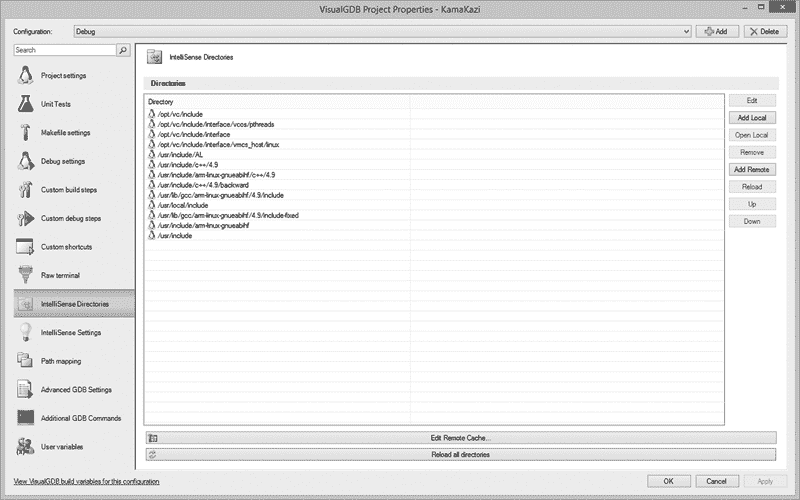 VisualGDB Project Properties - KamaKazi
Configuration:
Debug
Add
Delete
Search
Project settings
Unit Tests
Makefile settings
Debug settings
Custom build steps
Custom debug steps
Custom shortcuts
Raw terminal
IntelliSense Directories
IntelliSense Settings
Path mapping
Advanced GDB Settings
Additional GDB Commands
User variables
IntelliSense Directories
Directories
Directory
/opt/vc/include
/opt/vc/include/interface/vcos/pthreads
/opt/vc/include/interface
/opt/vc/include/interface/vmcs_host/linux
/usr/include/AL
/usr/include/c++/4.9
/usr/include/arm-linux-gnueabihf/c++/4.9
/usr/include/c++/4.9/backward
/usr/lib/gcc/arm-linux-gnueabihf/4.9/include
/usr/local/include
/usr/lib/gcc/arm-linux-gnueabihf/4.9/include-fixed
/usr/include/arm-linux-gnueabihf
/usr/include
Edit
Add Local
Open Local
Remove
Add Remote
Reload
Up
Down
Edit Remote Cache...
Reload all directories
View VisualGDB build variables for this configuration
OK
Cancel
Apply